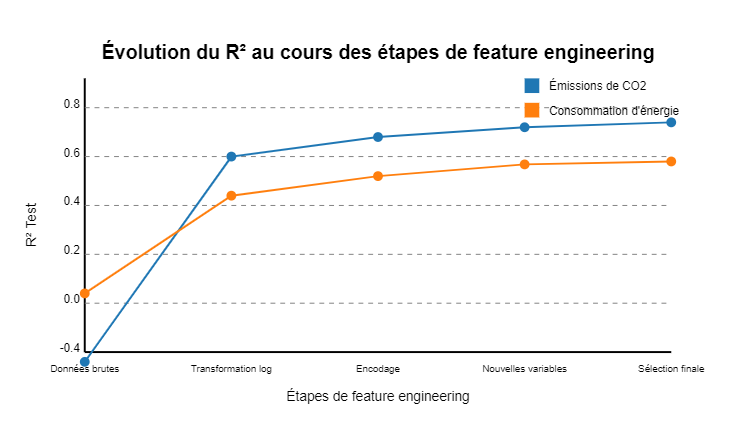 Évolution du R² au cours des étapes de feature engineering
Émissions de CO2
Consommation d'énergie
0.8
0.6
0.4
0.2
0.0
-0.4
R² Test
Données brutes
Transformation log
Encodage
Nouvelles variables
Sélection finale
Étapes de feature engineering